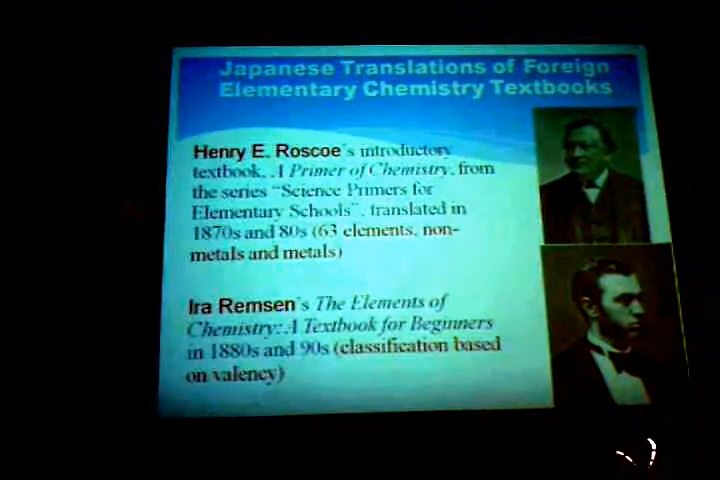 Japanese Translations of Foreign
Elementary Chemistry Textbooks
Henry E. Roscoe's introductory
textbook, A Primer of Chemistry, from
the series "Science Primers for
Elementary Schools", translated in
1870s and 80s (63 elements, non-
metals and metals)
Ira Remsen's The Elements of
Chemistry: A Textbook for Beginners
in 1880s and 90s (classification based
on valency)